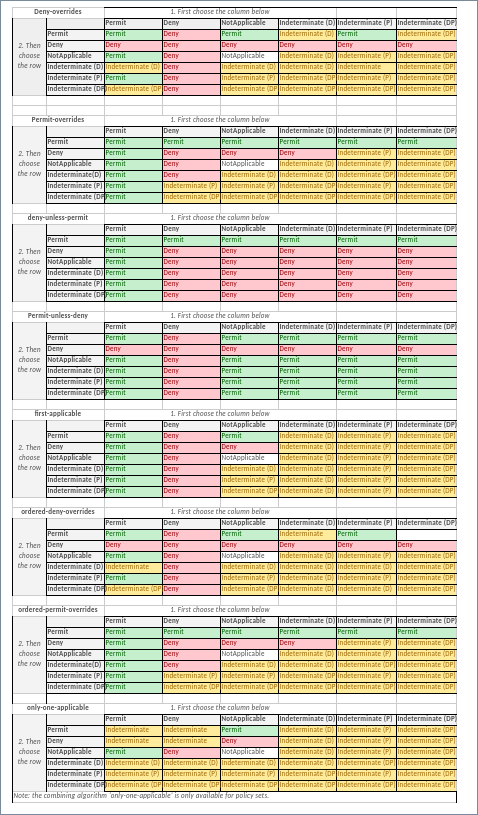 Deny-overrides 1. First choose the column below
Permit Deny NotApplicable Indeterminate (D) Indeterminate (P) Indeterminate (DP)
2. Then choose the row
Permit Permit Deny Permit Indeterminate (D) Permit Indeterminate (DP)
Deny Deny Deny Deny Deny Deny Deny
NotApplicable Permit Deny NotApplicable Indeterminate (D) Indeterminate (P) Indeterminate (DP)
Indeterminate (D) Indeterminate (D) Deny Indeterminate (D) Indeterminate (D) Indeterminate (DP) Indeterminate (DP)
Indeterminate (P) Permit Deny Indeterminate (P) Indeterminate (DP) Indeterminate Indeterminate (DP)
Indeterminate (DP Indeterminate (DP Deny Indeterminate (DP Indeterminate (DP Indeterminate (DP Indeterminate (DP)
Permit-overrides 1. First choose the column below
Permit Deny NotApplicable Indeterminate (D) Indeterminate (P) Indeterminate (DP)
2. Then choose the row
Permit Permit Permit Permit Permit Permit Permit
Deny Permit Deny Deny Deny Indeterminate (P) Indeterminate (DP)
NotApplicable Permit Deny NotApplicable Indeterminate (D) Indeterminate (P) Indeterminate (DP)
Indeterminate(D) Permit Deny Indeterminate (D) Indeterminate (D) Indeterminate (DP) Indeterminate (DP)
Indeterminate (P) Permit Indeterminate (P) Indeterminate (P) Indeterminate (DP Indeterminate (P) Indeterminate (DP)
Indeterminate (DP Permit Indeterminate (DP Indeterminate (DP Indeterminate (DP Indeterminate (DP Indeterminate (DP)
deny-unless-permit 1. First choose the column below
Permit Deny NotApplicable Indeterminate (D) Indeterminate (P) Indeterminate (DP)
2. Then choose the row
Permit Permit Permit Permit Permit Permit Permit
Deny Permit Deny Deny Deny Deny Deny
NotApplicable Permit Deny Deny Deny Deny Deny
Indeterminate (D) Permit Deny Deny Deny Deny Deny
Indeterminate (P) Permit Deny Deny Deny Deny Deny
Indeterminate (DP Permit Deny Deny Deny Deny Deny
Permit-unless-deny 1. First choose the column below
Permit Deny NotApplicable Indeterminate (D) Indeterminate (P) Indeterminate (DP)
2. Then choose the row
Permit Permit Deny Permit Permit Permit Permit
Deny Deny Deny Deny Deny Deny Deny
NotApplicable Permit Deny Permit Permit Permit Permit
Indeterminate (D) Permit Deny Permit Permit Permit Permit
Indeterminate (P) Permit Deny Permit Permit Permit Permit
Indeterminate (DP Permit Deny Permit Permit Permit Permit
first-applicable 1. First choose the column below
Permit Deny NotApplicable Indeterminate (D) Indeterminate (P) Indeterminate (DP)
2. Then choose the row
Permit Permit Deny Permit Indeterminate (D) Indeterminate (P) Indeterminate (DP)
Deny Permit Deny Deny Indeterminate (D) Indeterminate (P) Indeterminate (DP)
NotApplicable Permit Deny NotApplicable Indeterminate (D) Indeterminate (P) Indeterminate (DP)
Indeterminate (D) Permit Deny Indeterminate (D) Indeterminate (D) Indeterminate (P) Indeterminate (DP)
Indeterminate (P) Permit Deny Indeterminate (P) Indeterminate (D) Indeterminate (P) Indeterminate (DP)
Indeterminate (DP Permit Deny Indeterminate (DP Indeterminate (D) Indeterminate (P) Indeterminate (DP)
ordered-deny-overrides 1. First choose the column below
Permit Deny NotApplicable Indeterminate (D) Indeterminate (P) Indeterminate (DP)
2. Then choose the row
Permit Permit Deny Permit Indeterminate Permit
Deny Deny Deny Deny Deny Deny Deny
NotApplicable Permit Deny NotApplicable Indeterminate (D) Indeterminate (P) Indeterminate (DP)
Indeterminate (D) Indeterminate Deny Indeterminate (D) Indeterminate (D) Indeterminate (D) Indeterminate (DP)
Indeterminate (P) Permit Deny Indeterminate (P) Indeterminate (D) Indeterminate (P) Indeterminate (DP)
Indeterminate (DP Indeterminate (DP Deny Indeterminate (DP Indeterminate (DP Indeterminate (DP Indeterminate (DP)
ordered-permit-overrides 1. First choose the column below
Permit Deny NotApplicable Indeterminate (D) Indeterminate (P) Indeterminate (DP)
2. Then choose the row
Permit Permit Permit Permit Permit Permit Permit
Deny Permit Deny Deny Deny Indeterminate (P) Indeterminate (DP)
NotApplicable Permit Deny NotApplicable Indeterminate (D) Indeterminate (P) Indeterminate (DP)
Indeterminate(D) Permit Deny Indeterminate (D) Indeterminate (D) Indeterminate (DP) Indeterminate (DP)
Indeterminate (P) Permit Indeterminate (P) Indeterminate (P) Indeterminate (DP Indeterminate (P) Indeterminate (DP)
Indeterminate (DP Permit Indeterminate (DP Indeterminate (DP Indeterminate (DP Indeterminate (DP Indeterminate (DP)
only-one-applicable 1. First choose the column below
Permit Deny NotApplicable Indeterminate (D) Indeterminate (P) Indeterminate (DP)
2. Then choose the row
Permit Indeterminate Indeterminate Permit Indeterminate (D) Indeterminate (P) Indeterminate (DP)
Deny Indeterminate Indeterminate Deny Indeterminate (D) Indeterminate (P) Indeterminate (DP)
NotApplicable Permit Deny NotApplicable Indeterminate (D) Indeterminate (P) Indeterminate (DP)
Indeterminate (D) Indeterminate (D) Indeterminate (D) Indeterminate (D) Indeterminate (D) Indeterminate (P) Indeterminate (DP)
Indeterminate (P) Indeterminate (P) Indeterminate (P) Indeterminate (P) Indeterminate (D) Indeterminate (P) Indeterminate (DP)
Indeterminate (DP Indeterminate (DP Indeterminate (DP Indeterminate (DP Indeterminate (D) Indeterminate (P) Indeterminate (DP)
Note: the combining algorithm 'only-one-applicable' is only available for policy sets.